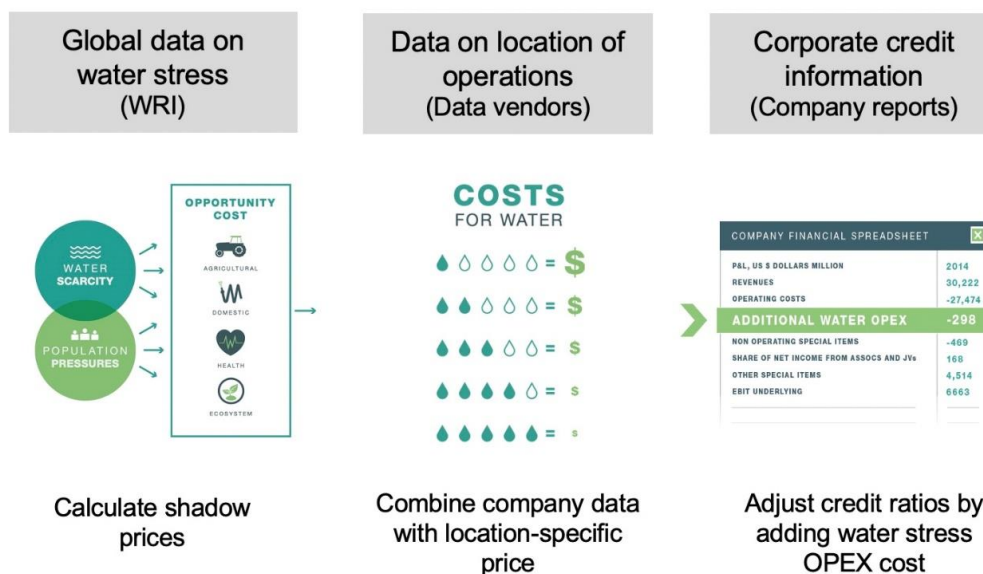 Global data on
water stress
(WRI)
Data on location of
operations
(Data vendors)
Corporate credit
information
(Company reports)
WATER
SCARCITY
POPULATION
PRESSURES
OPPORTUNITY
COST
AGRICULTURAL
DOMESTIC
HEALTH
ECOSYSTEM
COSTS
FOR WATER
= $
= $
= $
= $
= $
COMPANY FINANCIAL SPREADSHEET X
P&L, US $ DOLLARS MILLION 2014
REVENUES 30,222
OPERATING COSTS -27,474
ADDITIONAL WATER OPEX -298
NON OPERATING SPECIAL ITEMS -469
SHARE OF NET INCOME FROM ASSOCS AND JVs 168
OTHER SPECIAL ITEMS 4,514
EBIT UNDERLYING 6663
Calculate shadow
prices
Combine company data
with location-specific
price
Adjust credit ratios by
adding water stress
OPEX cost